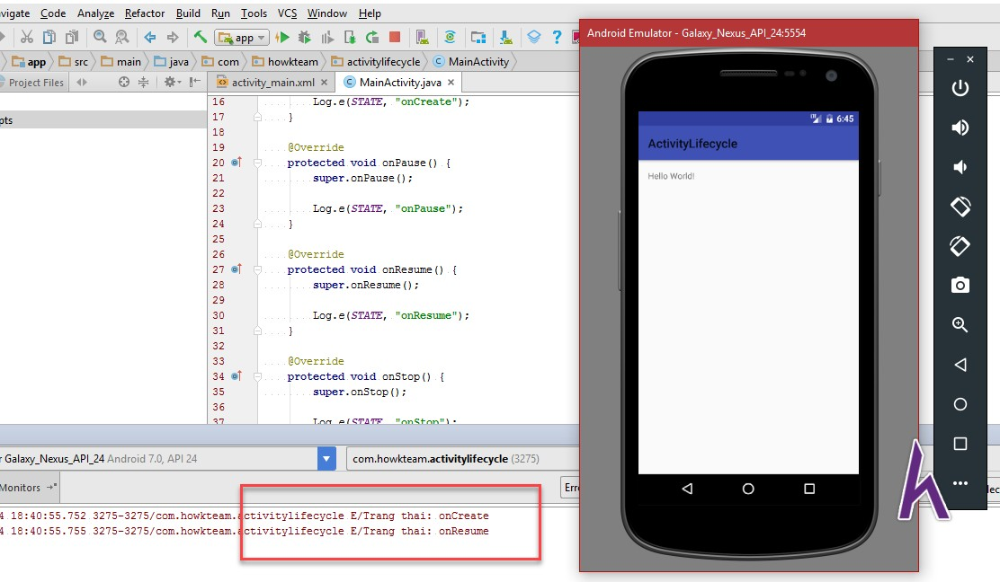 vigate Code Analyze Refactor Build Run Tools VCS Window Help
app
app src main java com howkteam activitylifecycle MainActivity
Project Files
activity_main.xml MainActivity.java
pts
16 Log.e(STATE, "onCreate");
17 }
18
19 @Override
20 protected void onPause() {
21 super.onPause();
22
23 Log.e(STATE, "onPause");
24 }
25
26 @Override
27 protected void onResume() {
28 super.onResume();
29
30 Log.e(STATE, "onResume");
31 }
32
33 @Override
34 protected void onStop() {
35 super.onStop();
36
37 Log.e(STATE, "onStop");
r Galaxy_Nexus_API_24 Android 7.0, API 24
com.howkteam.activitylifecycle (3275)
Monitors
Erro
4 18:40:55.752 3275-3275/com.howkteam.activitylifecycle E/Trang thai: onCreate
4 18:40:55.755 3275-3275/com.howkteam.activitylifecycle E/Trang thai: onResume
Android Emulator - Galaxy_Nexus_API_24:5554
6:45
ActivityLifecycle
Hello World!
h